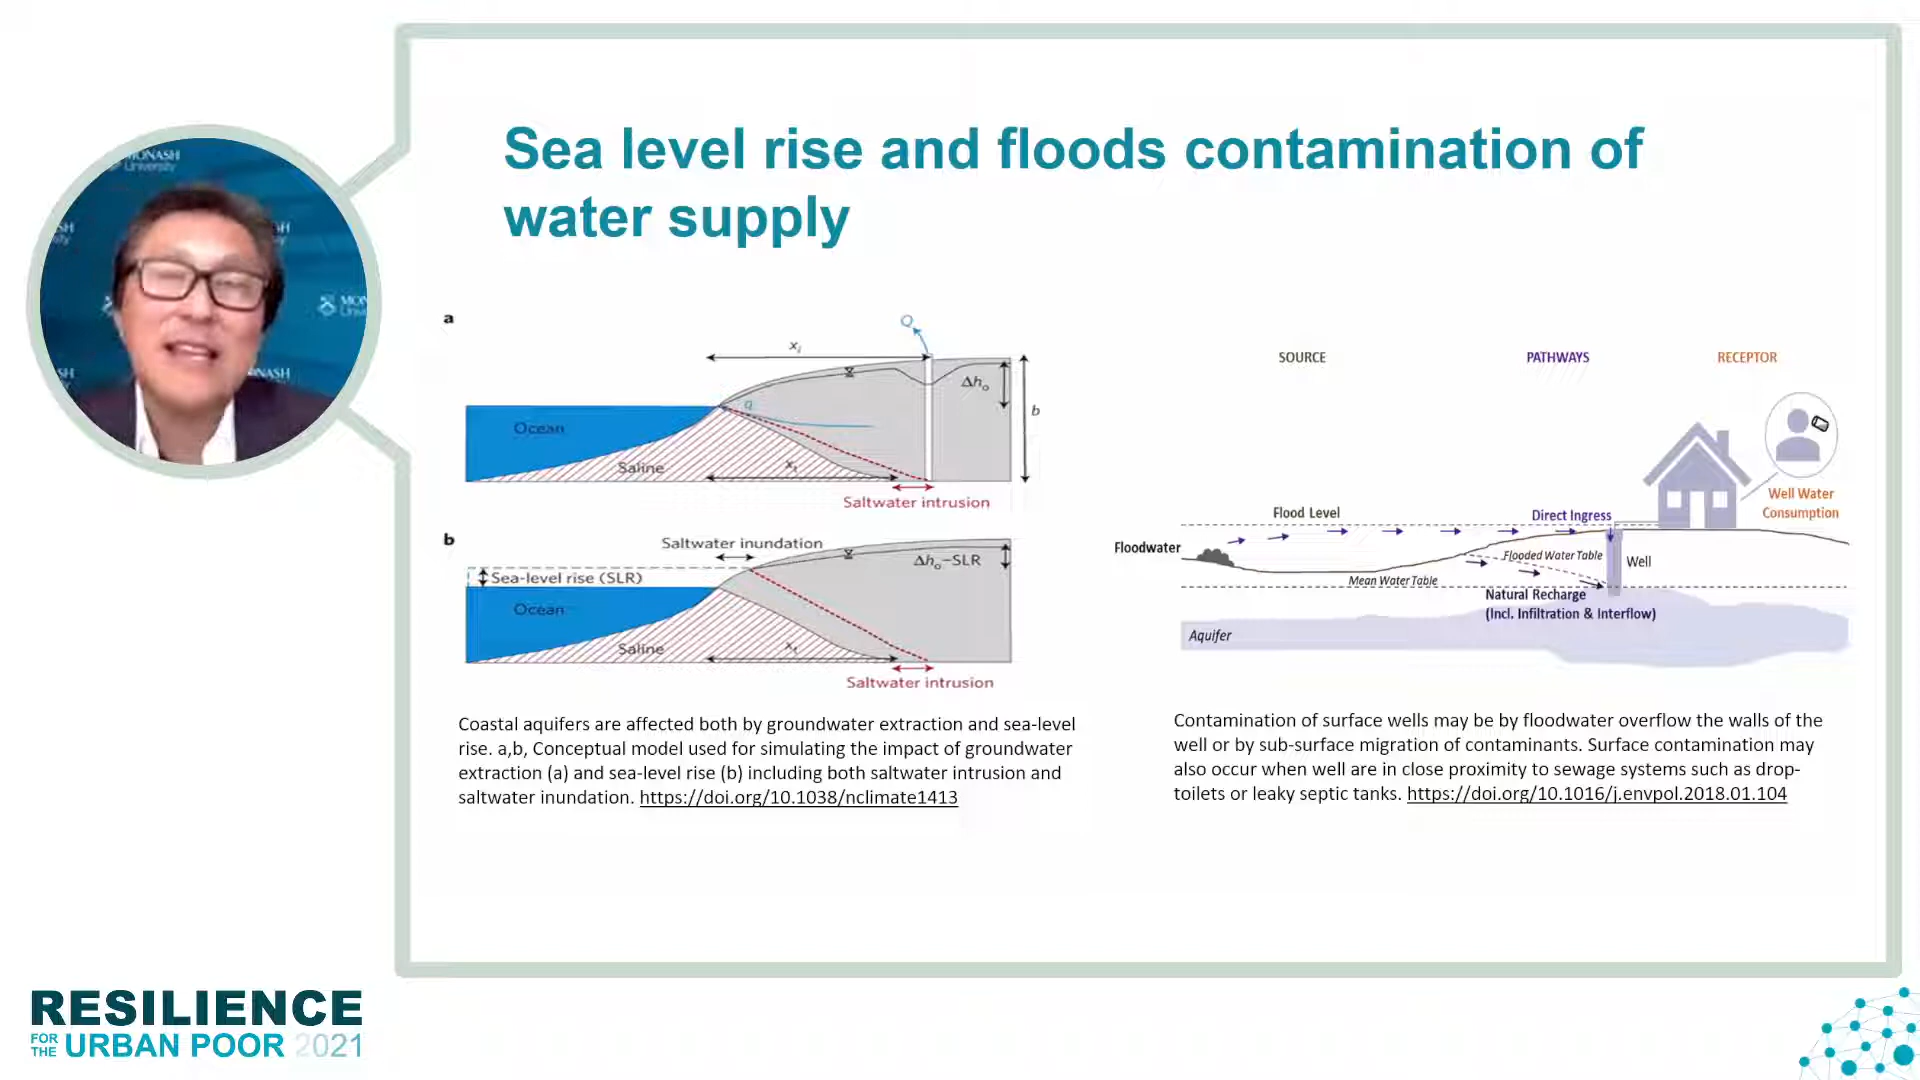 Sea level rise and floods contamination of
water supply
MONASH
University
a
Q
xi
Δho
b
q
Ocean
Saline
xt
Saltwater intrusion
b
Saltwater inundation
Δho–SLR
Sea-level rise (SLR)
Ocean
Saline
xt
Saltwater intrusion
Coastal aquifers are affected both by groundwater extraction and sea-level
rise. a,b, Conceptual model used for simulating the impact of groundwater
extraction (a) and sea-level rise (b) including both saltwater intrusion and
saltwater inundation. https://doi.org/10.1038/nclimate1413
SOURCE
PATHWAYS
RECEPTOR
Well Water
Consumption
Flood Level
Direct Ingress
Floodwater
Flooded Water Table
Well
Mean Water Table
Natural Recharge
(Incl. Infiltration & Interflow)
Aquifer
Contamination of surface wells may be by floodwater overflow the walls of the
well or by sub-surface migration of contaminants. Surface contamination may
also occur when well are in close proximity to sewage systems such as drop-
toilets or leaky septic tanks. https://doi.org/10.1016/j.envpol.2018.01.104
RESILIENCE
FOR THE URBAN POOR 2021